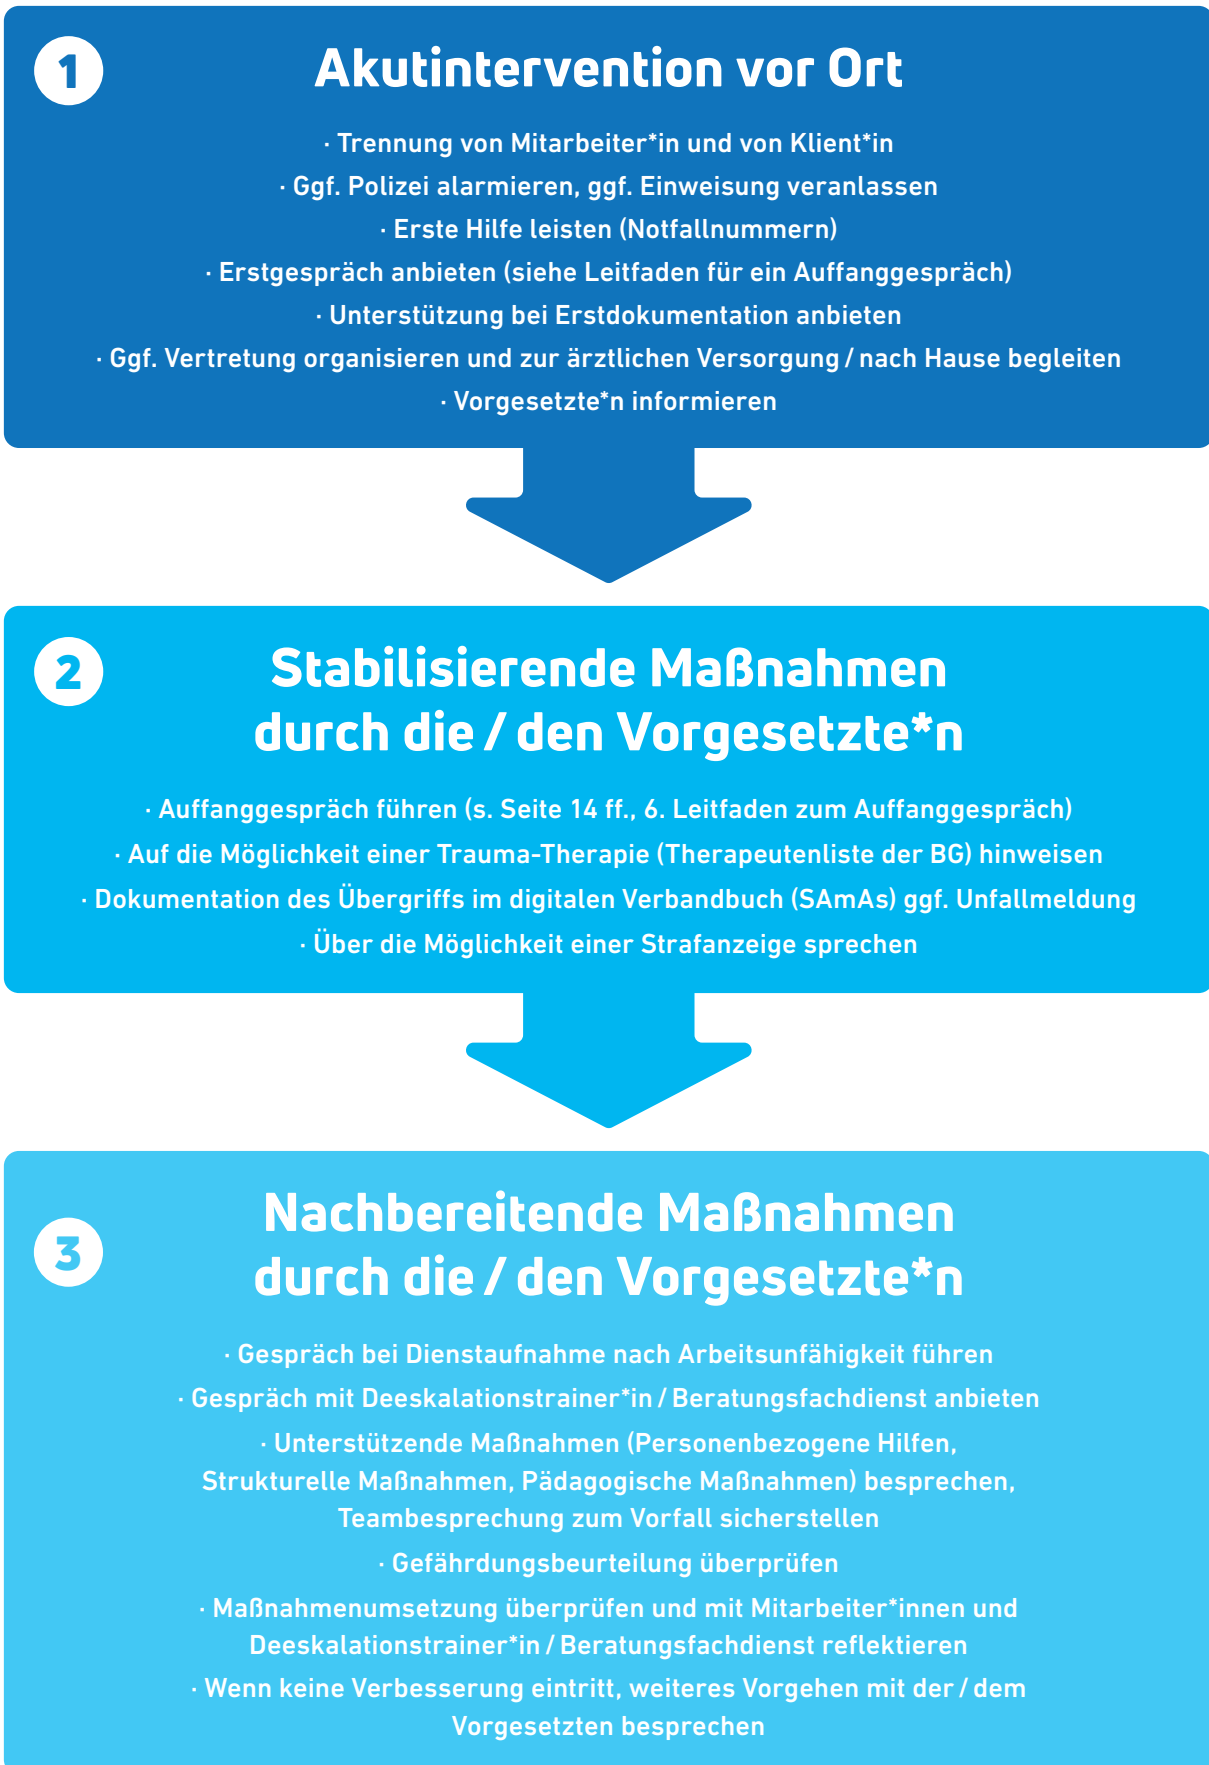 1
Akutintervention vor Ort
· Trennung von Mitarbeiter*in und von Klient*in
· Ggf. Polizei alarmieren, ggf. Einweisung veranlassen
· Erste Hilfe leisten (Notfallnummern)
· Erstgespräch anbieten (siehe Leitfaden für ein Auffanggespräch)
· Unterstützung bei Erstdokumentation anbieten
· Ggf. Vertretung organisieren und zur ärztlichen Versorgung / nach Hause begleiten
· Vorgesetzte*n informieren
2
Stabilisierende Maßnahmen
durch die / den Vorgesetzte*n
· Auffanggespräch führen (s. Seite 14 ff., 6. Leitfaden zum Auffanggespräch)
· Auf die Möglichkeit einer Trauma-Therapie (Therapeutenliste der BG) hinweisen
· Dokumentation des Übergriffs im digitalen Verbandbuch (SAmAs) ggf. Unfallmeldung
· Über die Möglichkeit einer Strafanzeige sprechen
3
Nachbereitende Maßnahmen
durch die / den Vorgesetzte*n
· Gespräch bei Dienstaufnahme nach Arbeitsunfähigkeit führen
· Gespräch mit Deeskalationstrainer*in / Beratungsfachdienst anbieten
· Unterstützende Maßnahmen (Personenbezogene Hilfen,
Strukturelle Maßnahmen, Pädagogische Maßnahmen) besprechen,
Teambesprechung zum Vorfall sicherstellen
· Gefährdungsbeurteilung überprüfen
· Maßnahmenumsetzung überprüfen und mit Mitarbeiter*innen und
Deeskalationstrainer*in / Beratungsfachdienst reflektieren
· Wenn keine Verbesserung eintritt, weiteres Vorgehen mit der / dem
Vorgesetzten besprechen